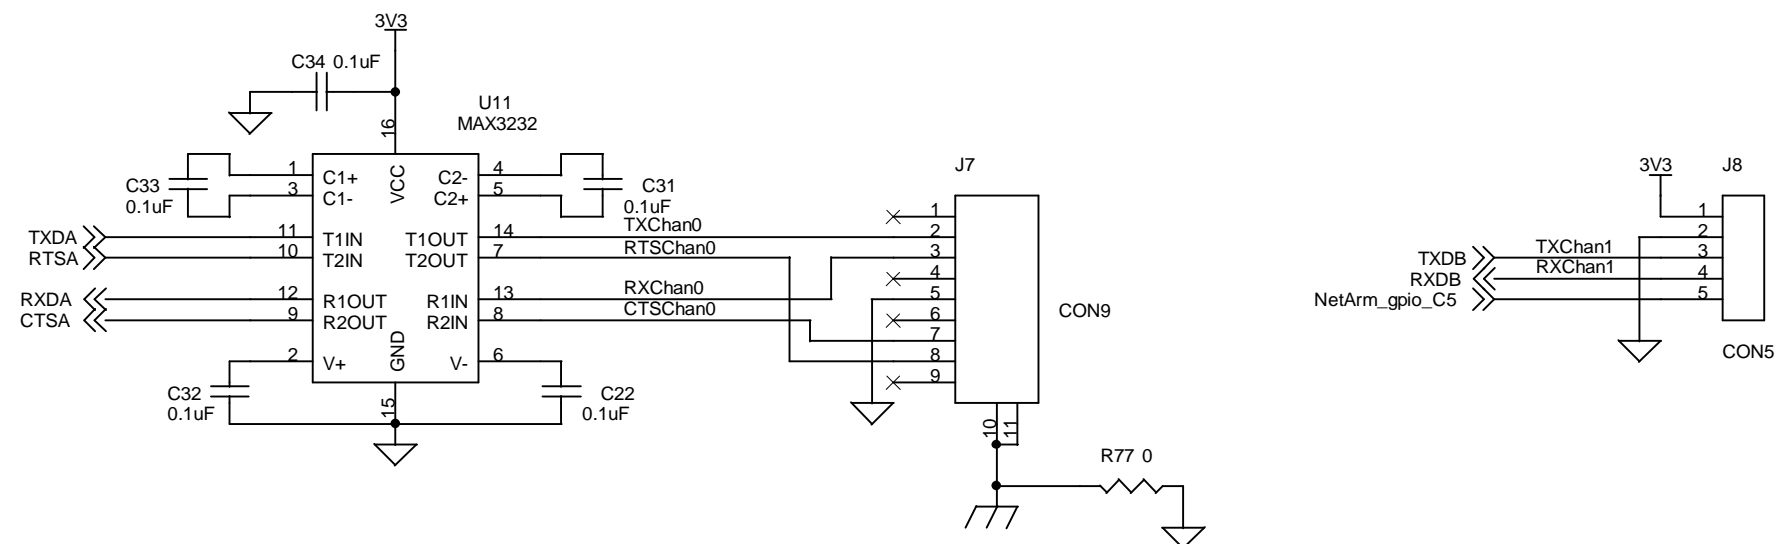 3V3
C34 0.1uF
U11
MAX3232
16
VCC
1
C1+
3
C1-
C33
0.1uF
4
C2-
5
C2+
C31
0.1uF
TXDA
11
T1IN
T1OUT
14
TXChan0
RTSA
10
T2IN
T2OUT
7
RTSChan0
RXDA
12
R1OUT
R1IN
13
RXChan0
CTSA
9
R2OUT
R2IN
8
CTSChan0
2
V+
GND
V-
6
C32
0.1uF
15
C22
0.1uF
J7
1
2
3
4
5
6
7
8
9
CON9
10
11
R77 0
3V3
J8
1
2
TXDB
TXChan1
3
RXDB
RXChan1
4
NetArm_gpio_C5
5
CON5